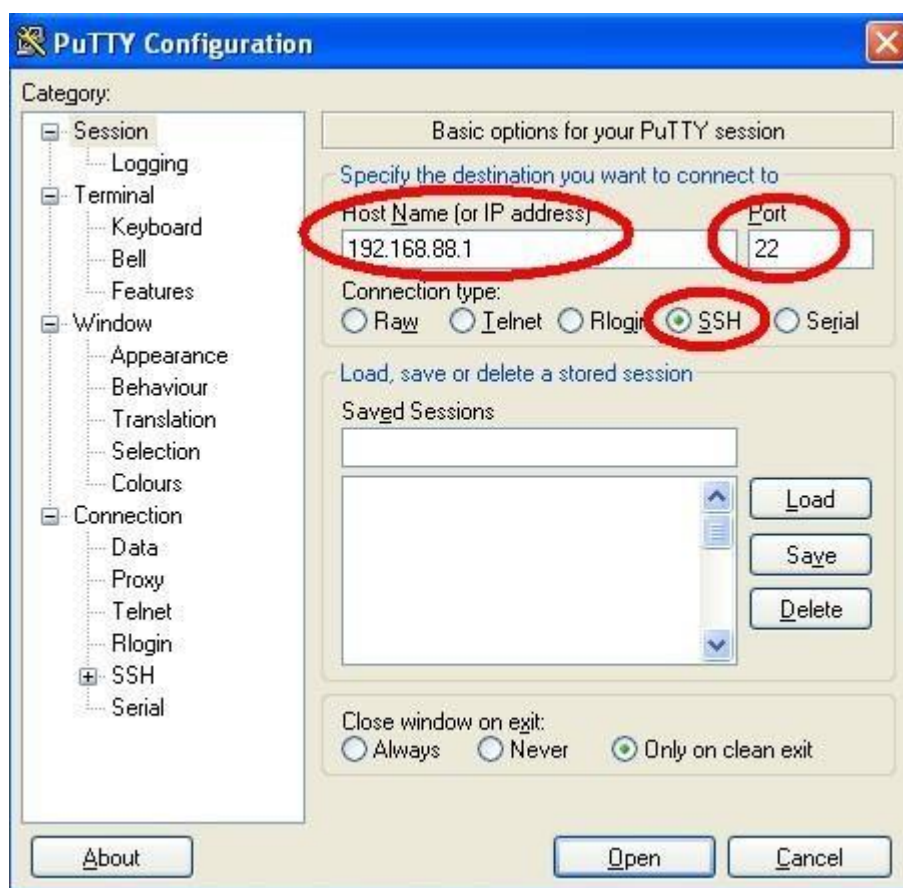 PuTTY Configuration
Category:
Session
Logging
Terminal
Keyboard
Bell
Features
Window
Appearance
Behaviour
Translation
Selection
Colours
Connection
Data
Proxy
Telnet
Rlogin
SSH
Serial
Basic options for your PuTTY session
Specify the destination you want to connect to
Host Name (or IP address) Port
192.168.88.1 22
Connection type:
Raw Telnet Rlogin SSH Serial
Load, save or delete a stored session
Saved Sessions
Load
Save
Delete
Close window on exit:
Always Never Only on clean exit
About Open Cancel